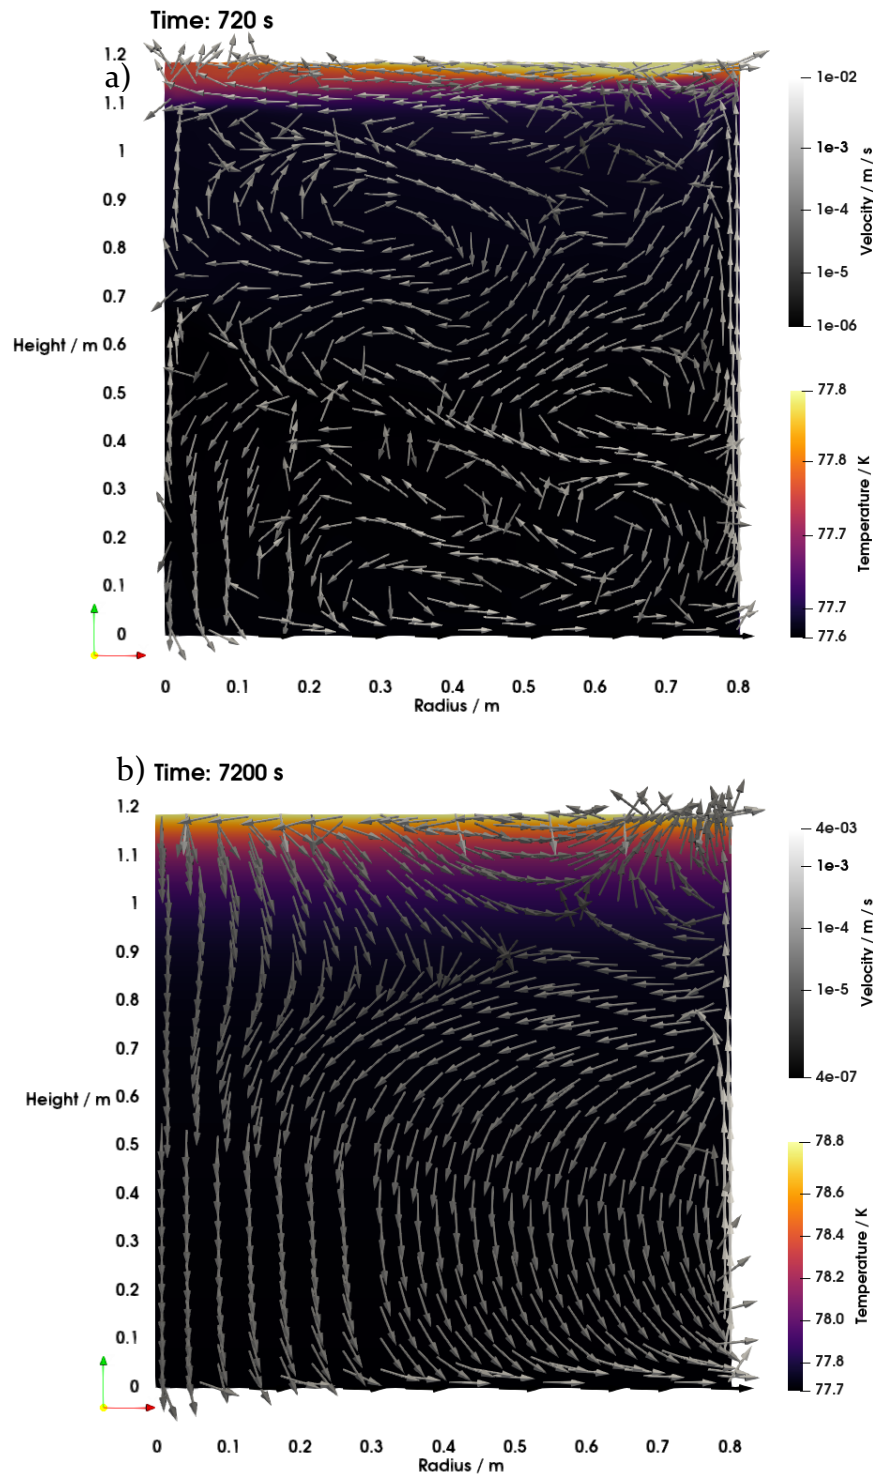 Time: 720 s
a)
1.2
1.1
1
0.9
0.8
0.7
Height / m 0.6
0.5
0.4
0.3
0.2
0.1
0
0 0.1 0.2 0.3 0.4 0.5 0.6 0.7 0.8
Radius / m
1e-02
1e-3
1e-4
1e-5
1e-06
Velocity / m / s
77.8
77.8
77.7
77.7
77.6
Temperature / K
b) Time: 7200 s
1.2
1.1
1
0.9
0.8
0.7
Height / m 0.6
0.5
0.4
0.3
0.2
0.1
0
0 0.1 0.2 0.3 0.4 0.5 0.6 0.7 0.8
Radius / m
4e-03
1e-3
1e-4
1e-5
4e-07
Velocity / m / s
78.8
78.6
78.4
78.2
78.0
77.8
77.7
Temperature / K